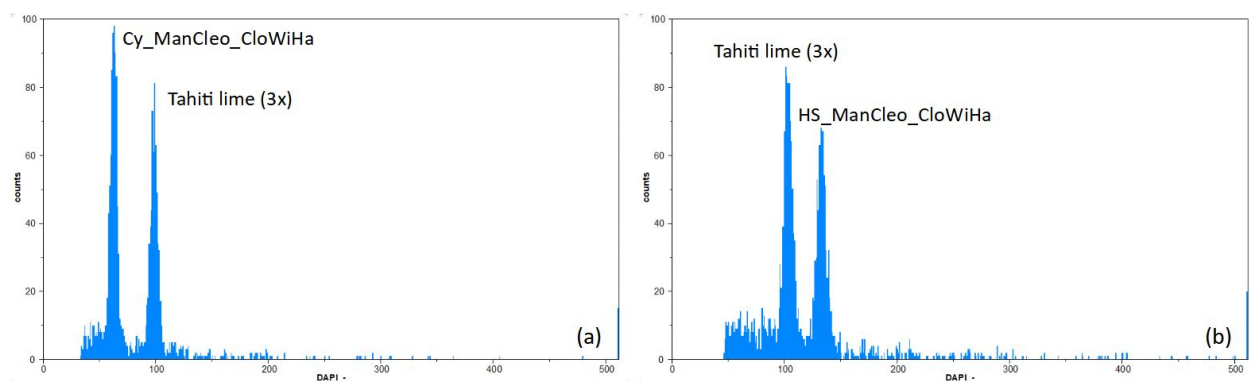 100
Cy_ManCleo_CloWiHa
80
Tahiti lime (3x)
60
counts
40
20
(a)
0
0 100 200 300 400 500
DAPI -
100
Tahiti lime (3x)
80
HS_ManCleo_CloWiHa
60
counts
40
20
(b)
0
0 100 200 300 400 500
DAPI -